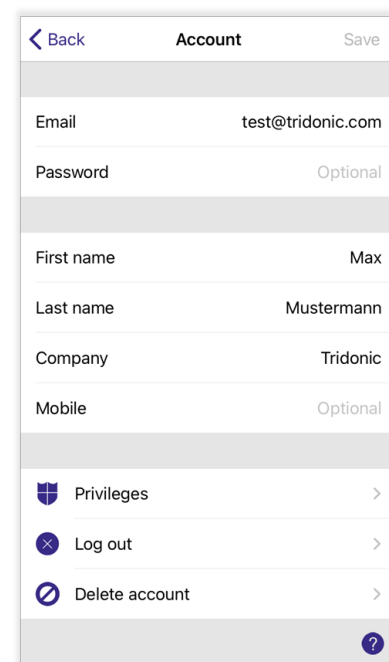 Back Account Save
Email test@tridonic.com
Password Optional
First name Max
Last name Mustermann
Company Tridonic
Mobile Optional
Privileges
Log out
Delete account
?